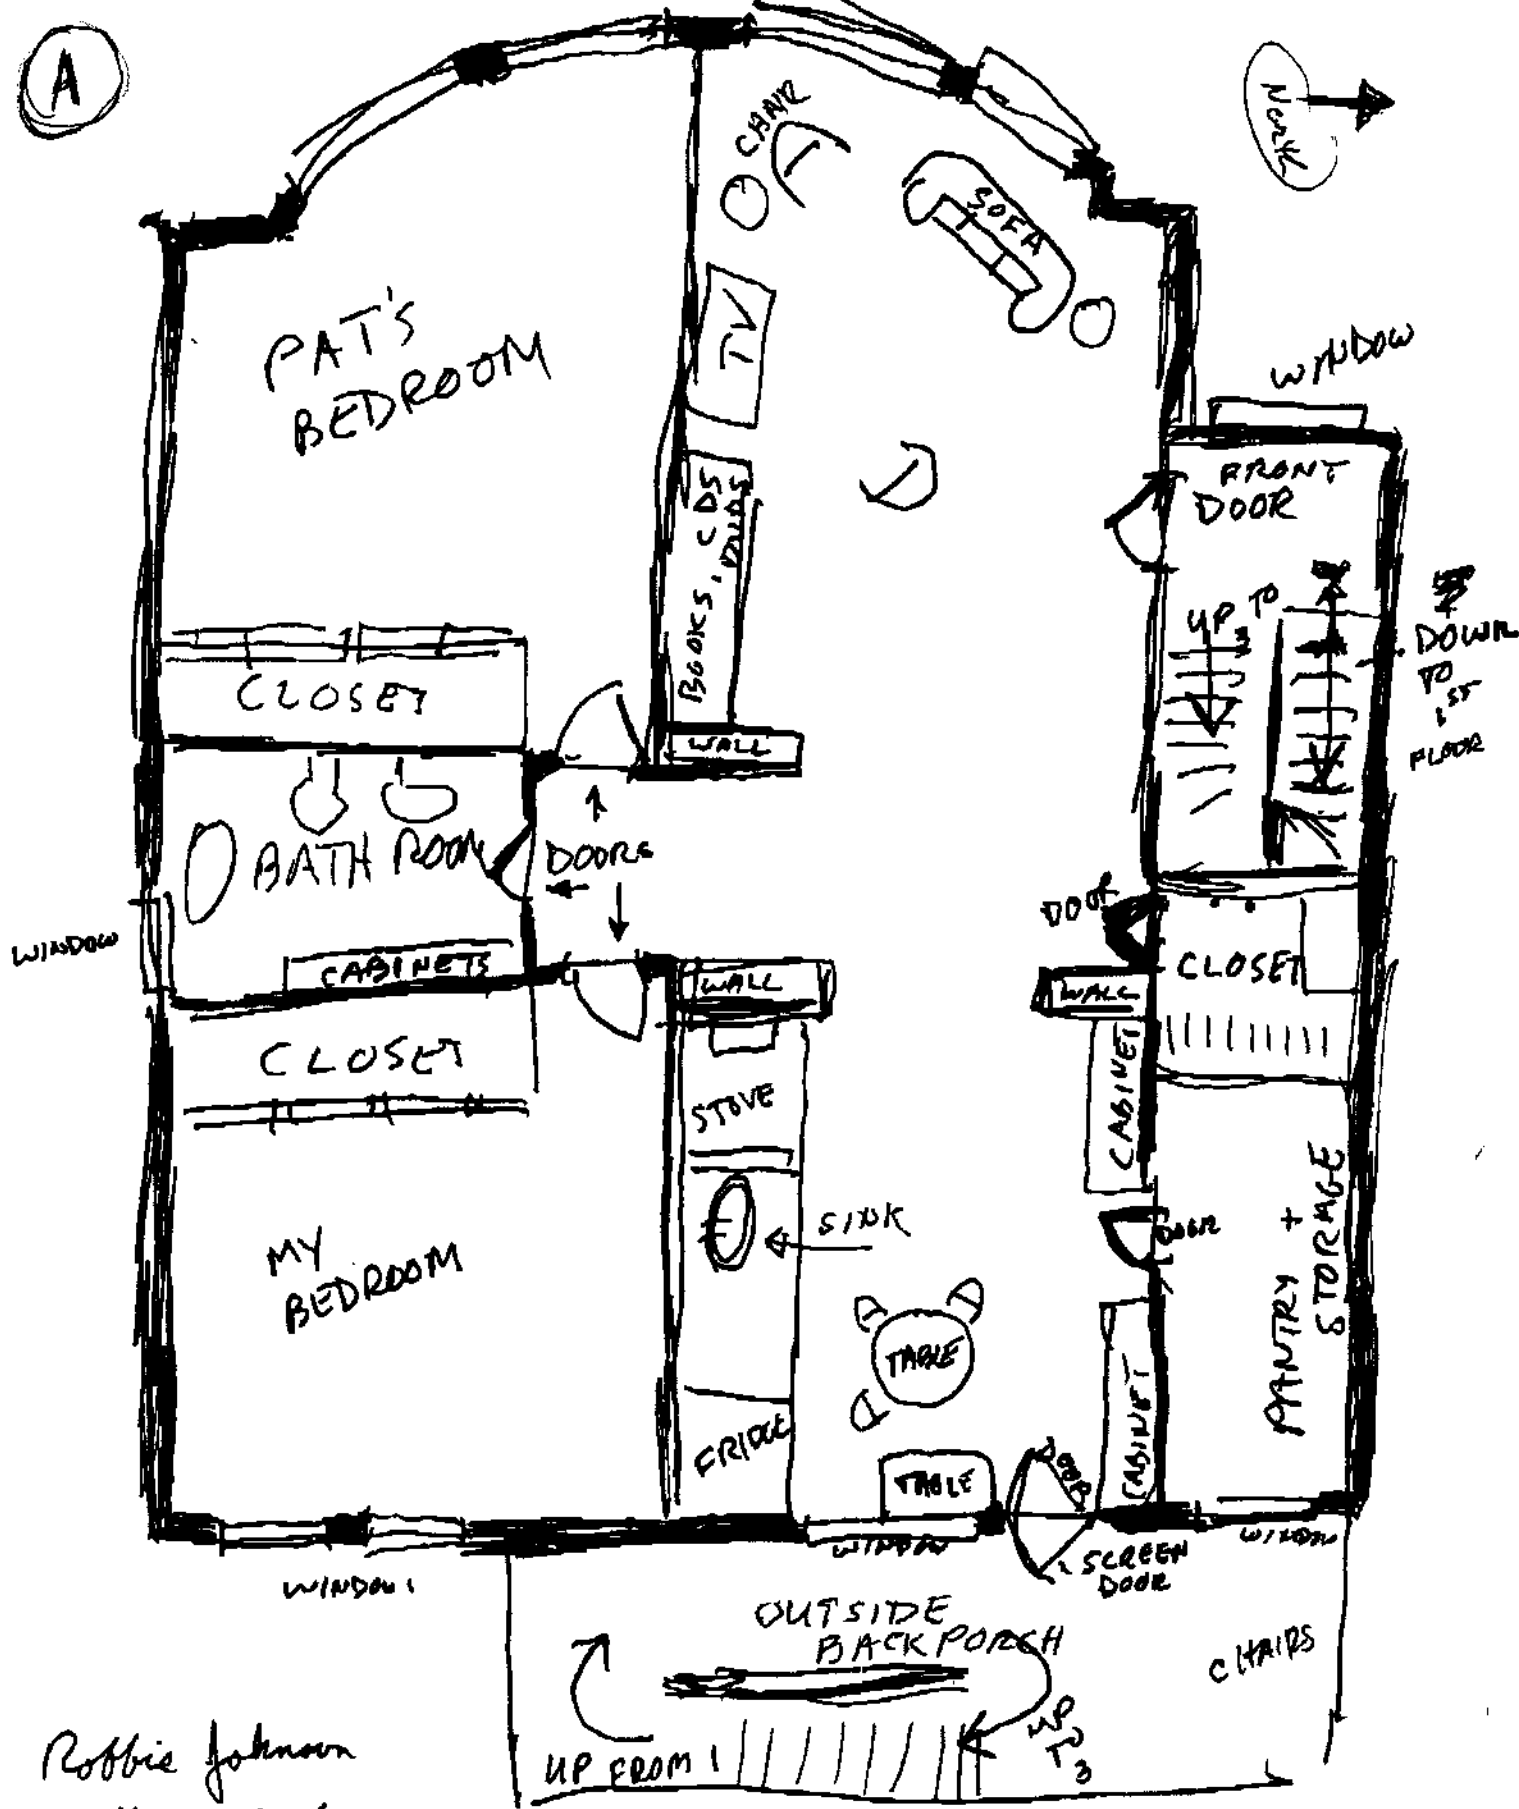 A
North
CHAIR
SOFA
PAT'S
BEDROOM
TV
WINDOW
FRONT
DOOR
BOOKS, CDS
DVDS
UP TO
3
DOWN
TO
1ST
FLOOR
CLOSET
WALL
BATH ROOM
DOORS
DOOR
WINDOW
CABINETS
WALL
WALL
CLOSET
CLOSET
STOVE
CABINET
SINK
DOOR
MY
BEDROOM
TABLE
PANTRY +
STORAGE
FRIDGE
TABLE
DOOR
CABINET
WINDOW
WINDOW
SCREEN
DOOR
WINDOW
OUTSIDE
BACK PORCH
CHAIRS
UP FROM 1
UP
TO
3
Robbie Johnson